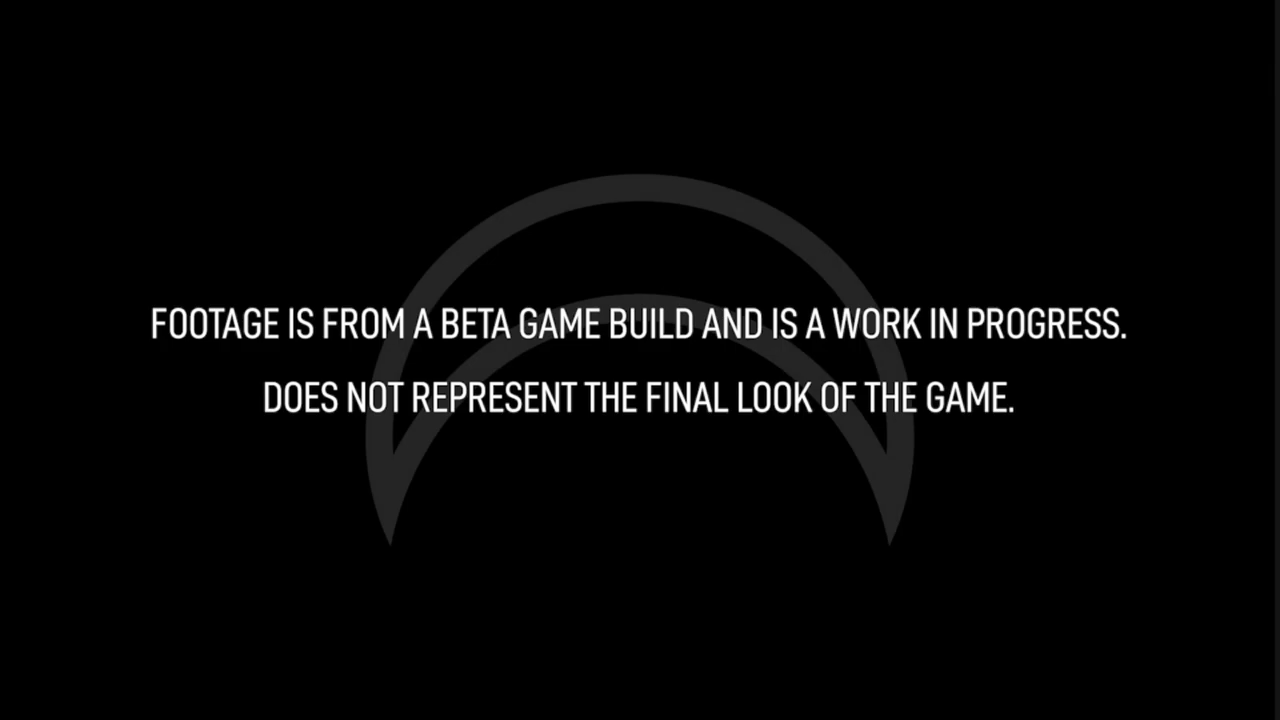 FOOTAGE IS FROM A BETA GAME BUILD AND IS A WORK IN PROGRESS.
DOES NOT REPRESENT THE FINAL LOOK OF THE GAME.